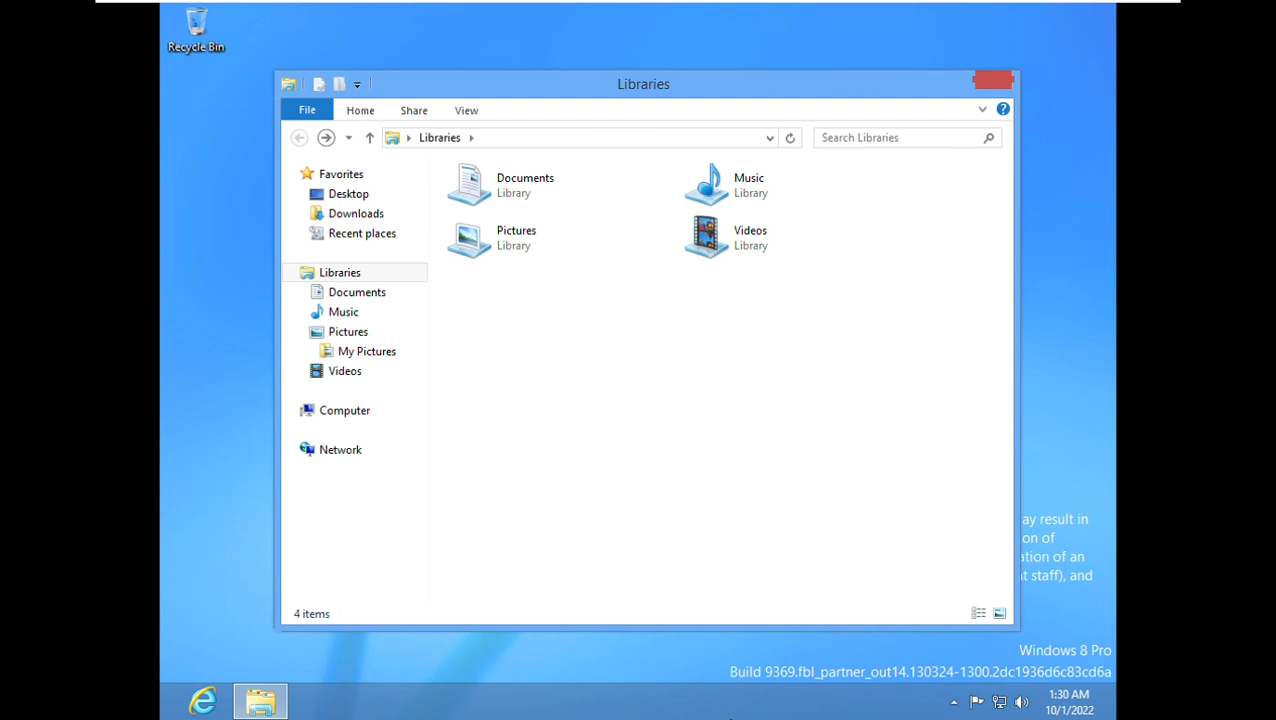 Recycle Bin
Libraries
File Home Share View
Libraries
Search Libraries
Favorites
Desktop
Downloads
Recent places
Libraries
Documents
Music
Pictures
My Pictures
Videos
Computer
Network
Documents
Library
Music
Library
Pictures
Library
Videos
Library
ay result in
on of
ation of an
t staff), and
4 items
Windows 8 Pro
Build 9369.fbl_partner_out14.130324-1300.2dc1936d6c83cd6a
1:30 AM
10/1/2022